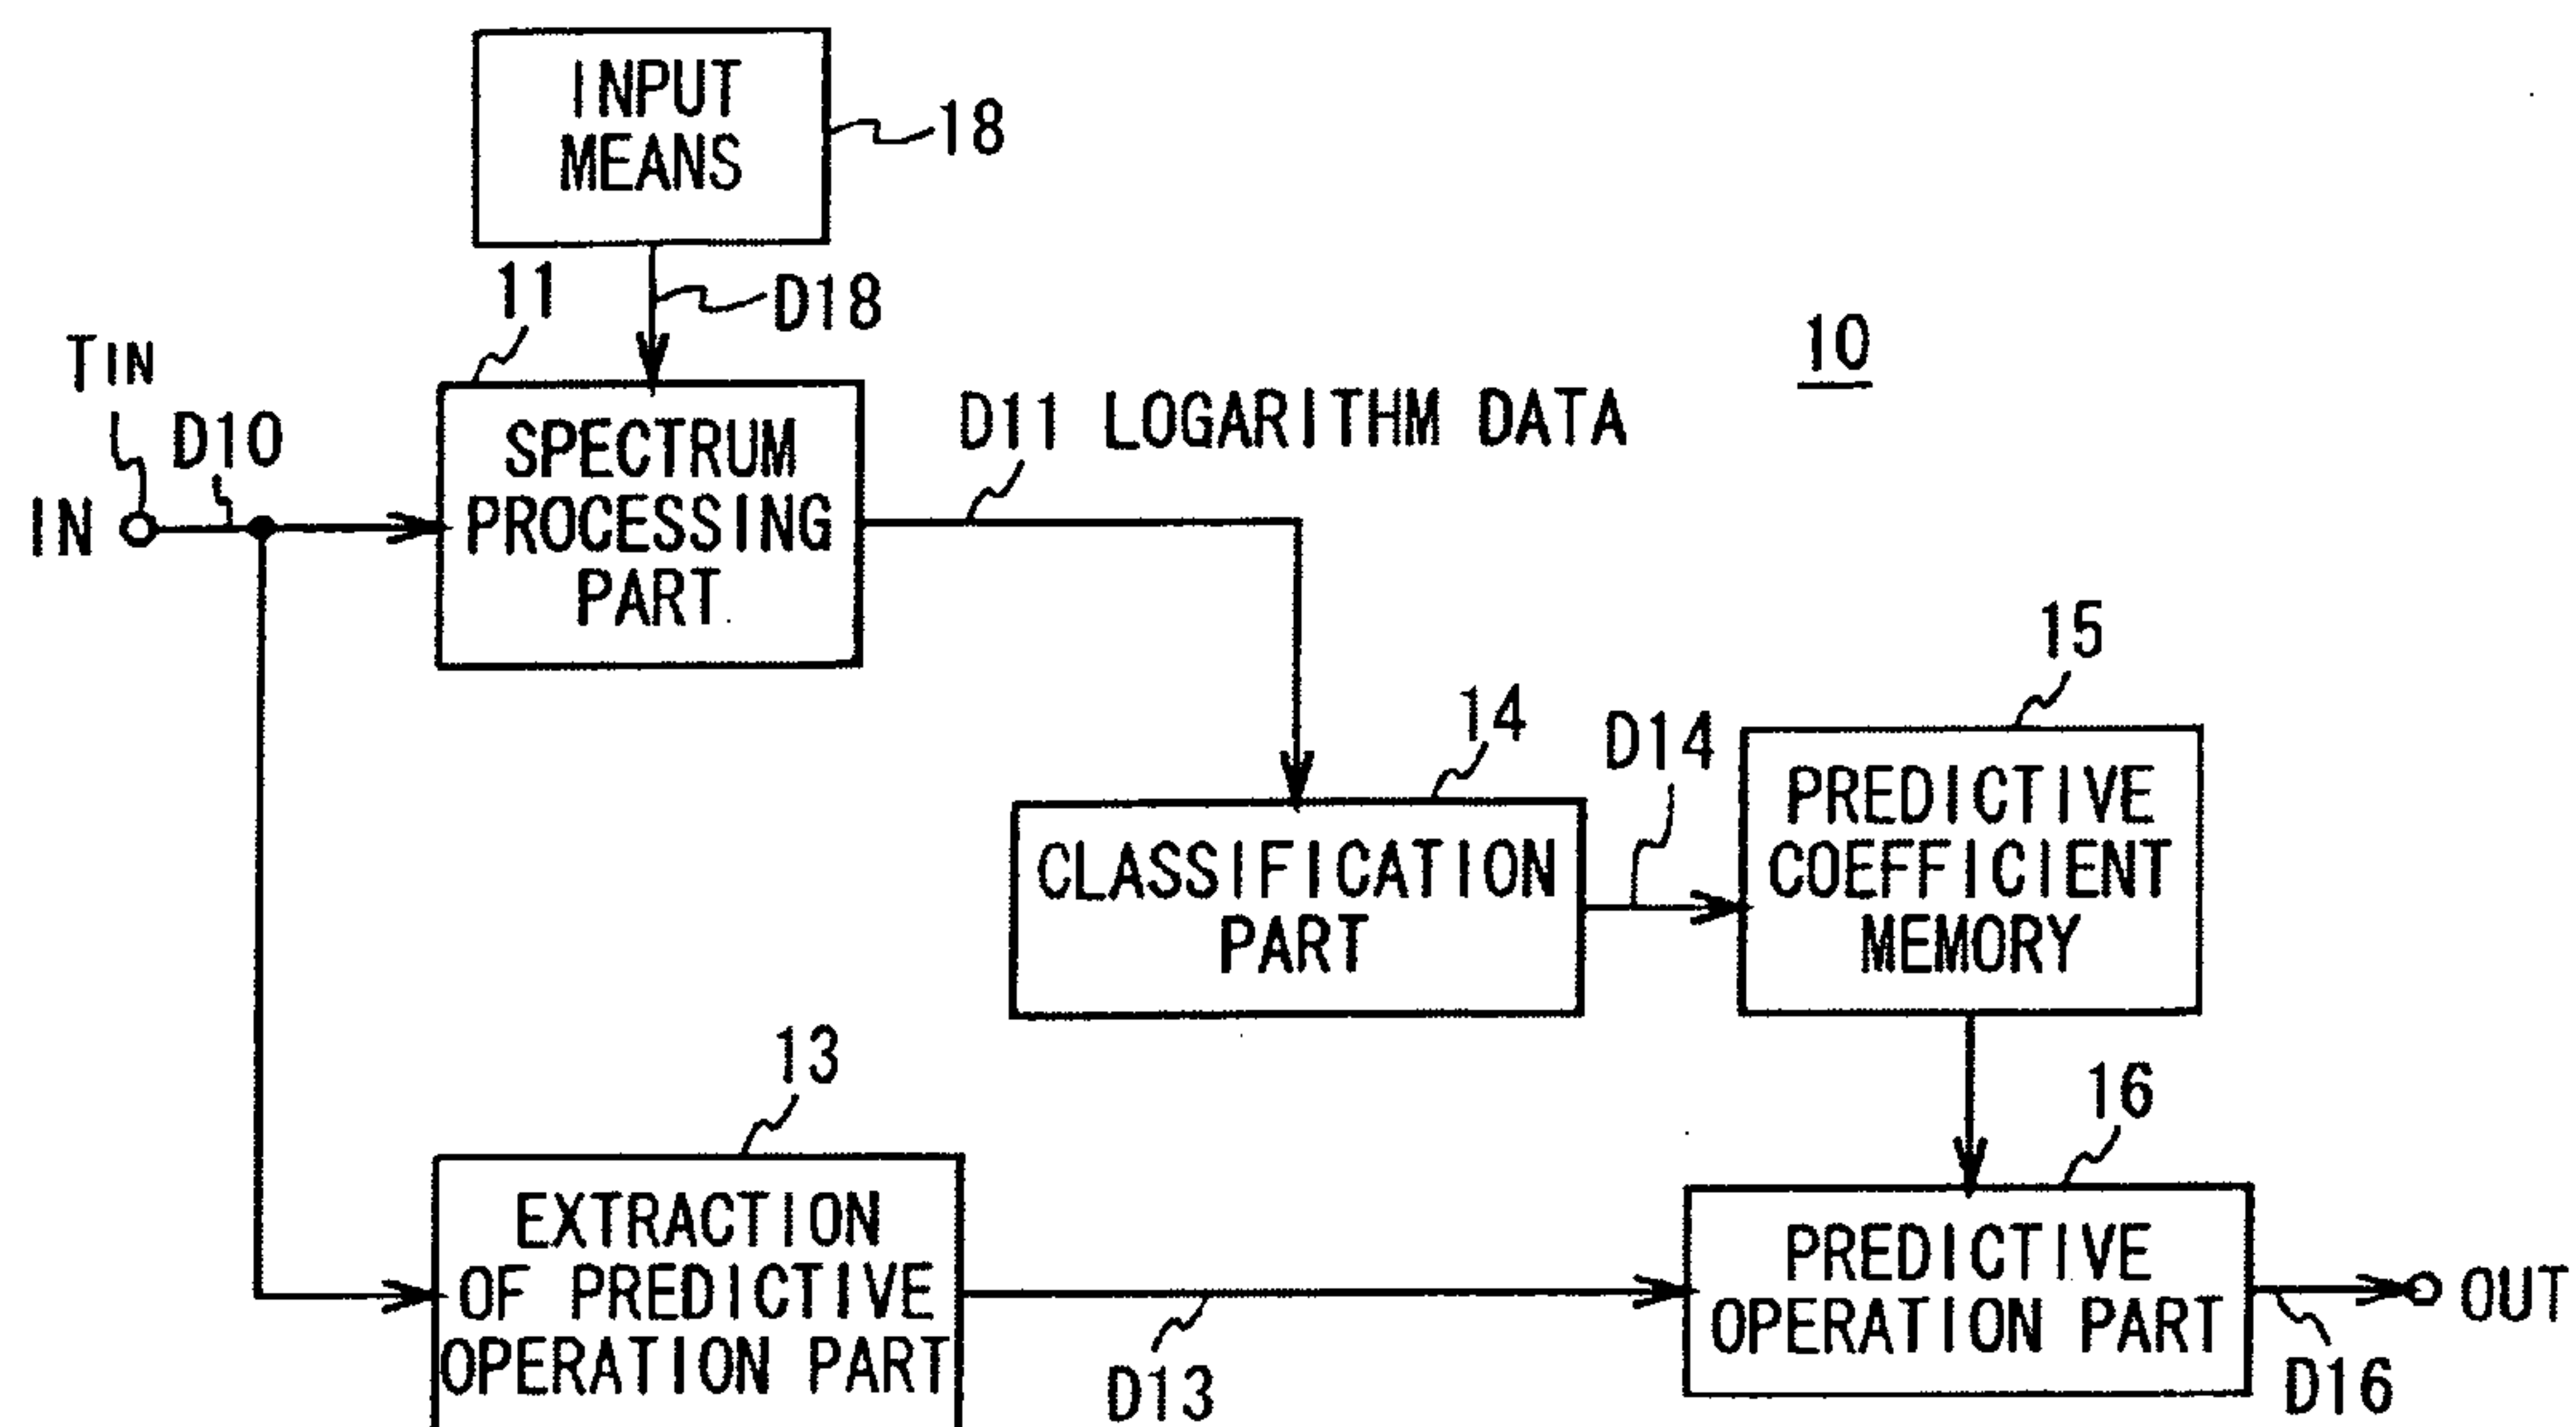 INPUT
MEANS
18
D18
11
TIN
D10
IN
SPECTRUM
PROCESSING
PART
D11 LOGARITHM DATA
10
14
CLASSIFICATION
PART
D14
15
PREDICTIVE
COEFFICIENT
MEMORY
13
EXTRACTION
OF PREDICTIVE
OPERATION PART
D13
16
PREDICTIVE
OPERATION PART
D16
OUT